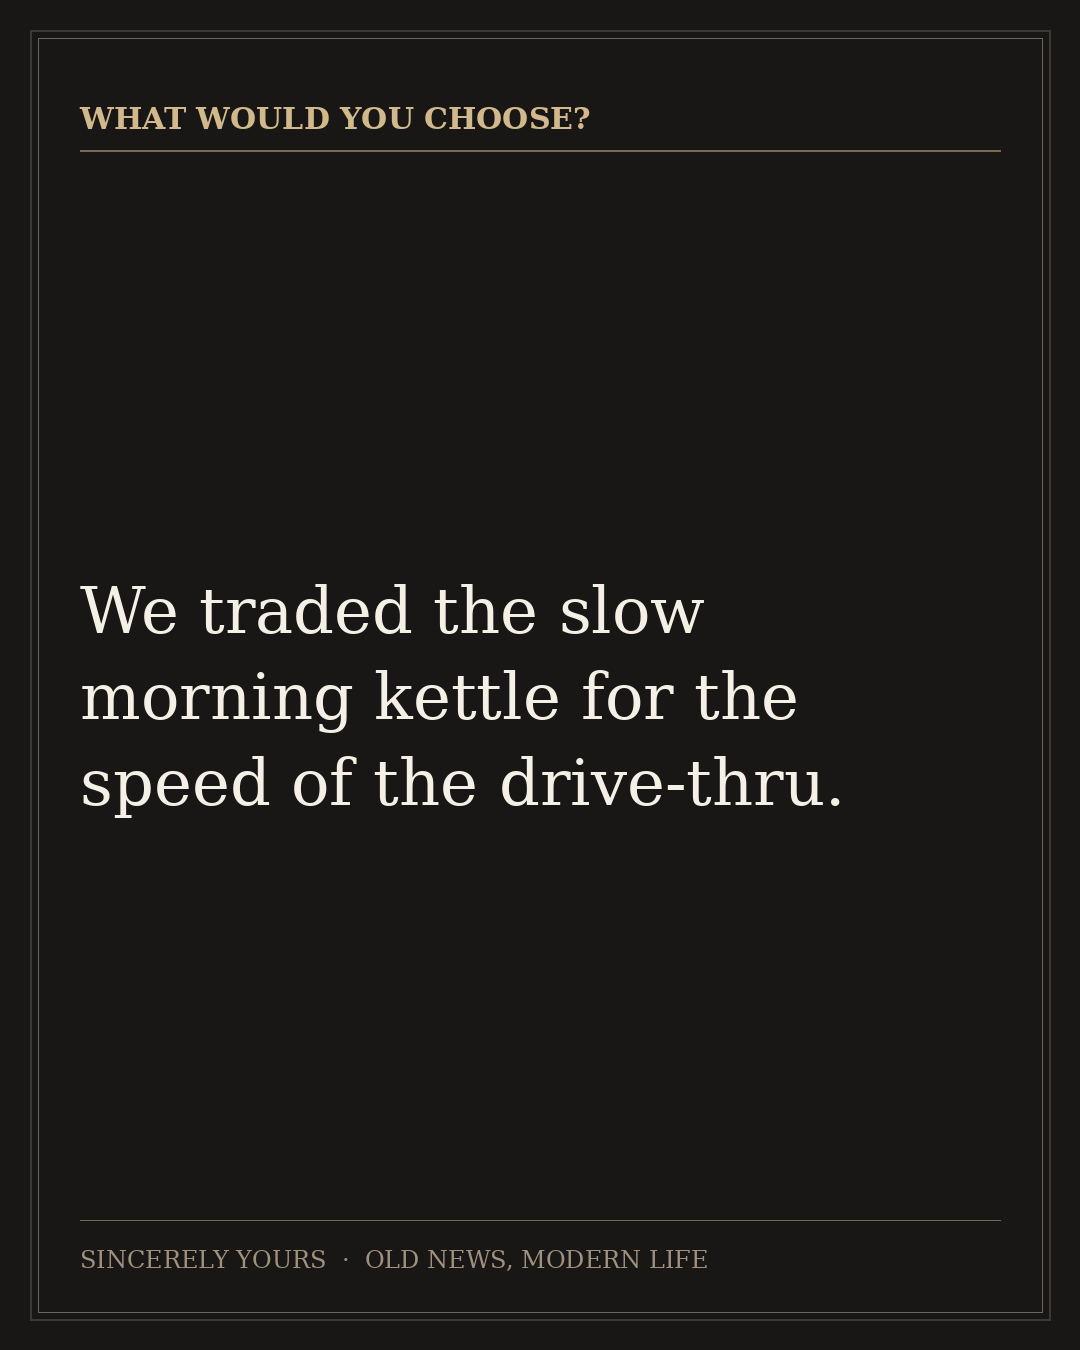 WHAT WOULD YOU CHOOSE?
We traded the slow
morning kettle for the
speed of the drive-thru.
SINCERELY YOURS · OLD NEWS, MODERN LIFE